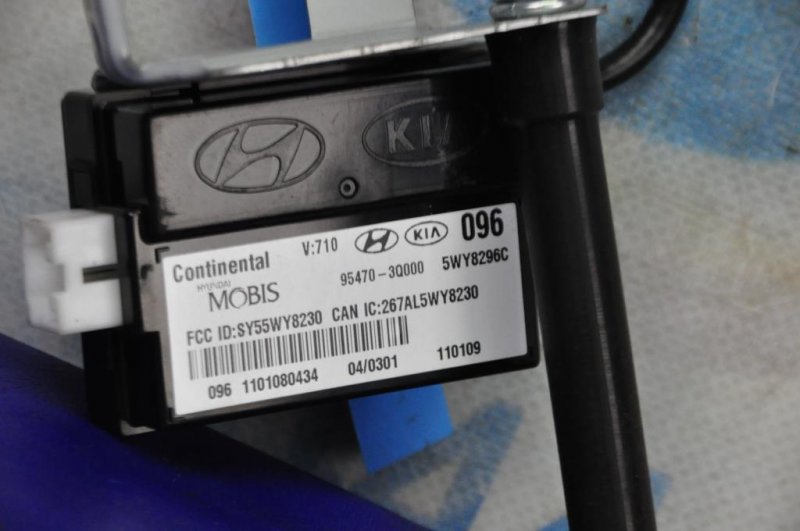 KIA
Continental V:710 KIA 096
HYUNDAI
MOBIS 95470-3Q000 5WY8296C
FCC ID:SY55WY8230 CAN IC:267AL5WY8230
096 1101080434 04/0301 110109